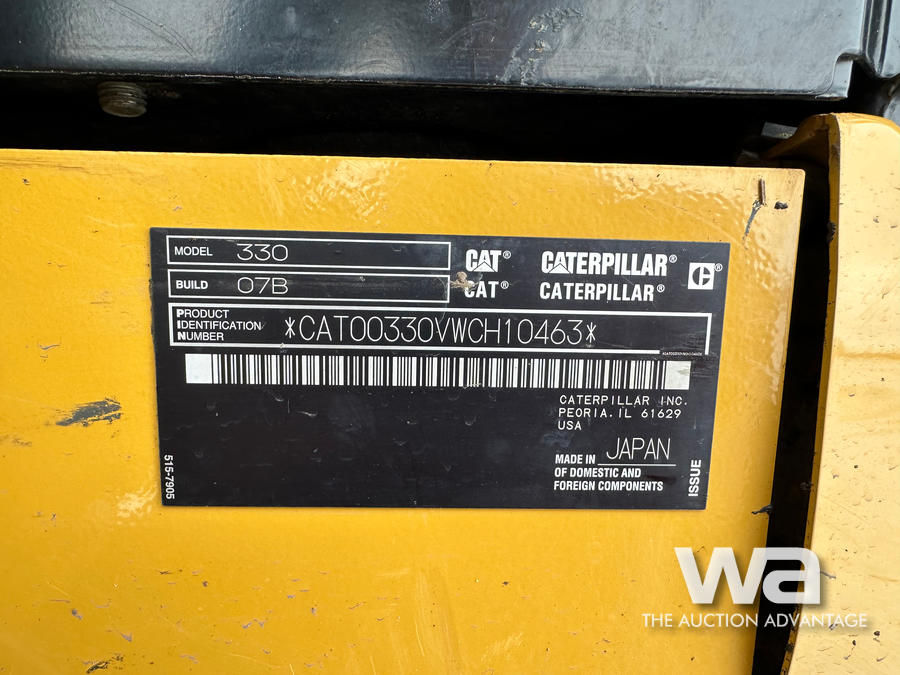 MODEL 330
CAT® CATERPILLAR® C®
BUILD 07B
CAT® CATERPILLAR®
PRODUCT
IDENTIFICATION
NUMBER
*CAT00330VWCH10463*
CATERPILLAR INC.
PEORIA, IL 61629
USA
MADE IN JAPAN
OF DOMESTIC AND
FOREIGN COMPONENTS
ISSUE
515-7905
wa
THE AUCTION ADVANTAGE